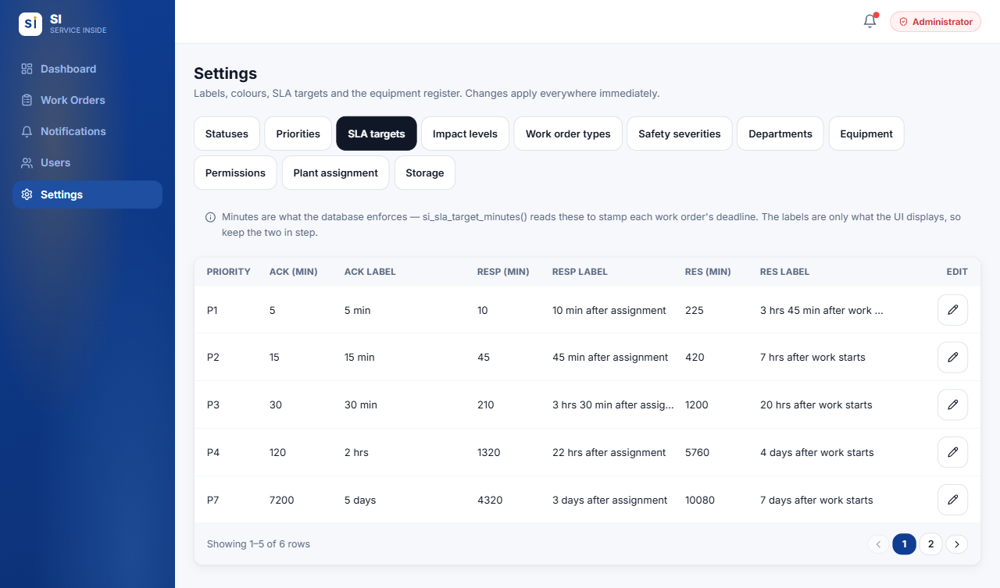 si
SI
SERVICE INSIDE
Administrator
Dashboard
Work Orders
Notifications
Users
Settings
Settings
Labels, colours, SLA targets and the equipment register. Changes apply everywhere immediately.
Statuses Priorities SLA targets Impact levels Work order types Safety severities Departments Equipment
Permissions Plant assignment Storage
Minutes are what the database enforces — si_sla_target_minutes() reads these to stamp each work order's deadline. The labels are only what the UI displays, so
keep the two in step.
PRIORITY ACK (MIN) ACK LABEL RESP (MIN) RESP LABEL RES (MIN) RES LABEL EDIT
P1 5 5 min 10 10 min after assignment 225 3 hrs 45 min after work ...
P2 15 15 min 45 45 min after assignment 420 7 hrs after work starts
P3 30 30 min 210 3 hrs 30 min after assig... 1200 20 hrs after work starts
P4 120 2 hrs 1320 22 hrs after assignment 5760 4 days after work starts
P7 7200 5 days 4320 3 days after assignment 10080 7 days after work starts
Showing 1–5 of 6 rows 1 2